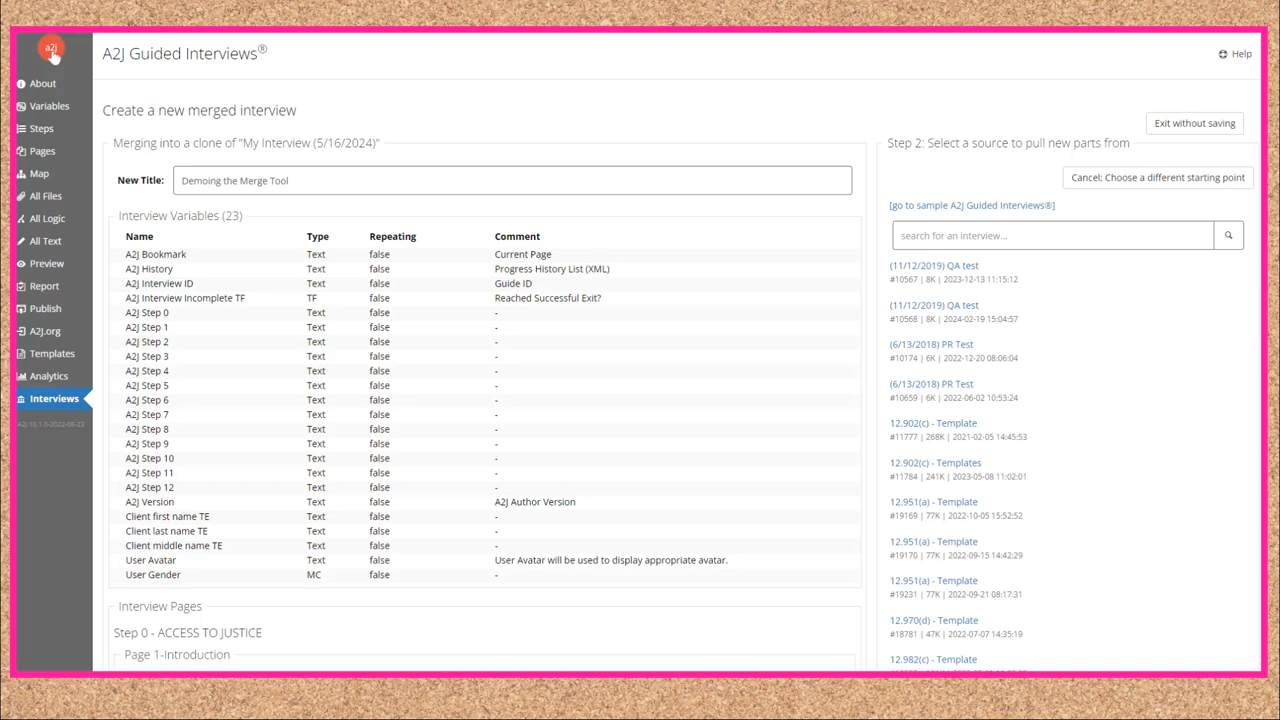 a2j
A2J Guided Interviews®
Help
About
Variables
Steps
Pages
Map
All Files
All Logic
All Text
Preview
Report
Publish
A2J.org
Templates
Analytics
Interviews
A2J 10.1.0-2022-08-23
Create a new merged interview
Exit without saving
Merging into a clone of "My Interview (5/16/2024)"
New Title: Demoing the Merge Tool
Interview Variables (23)
Name Type Repeating Comment
A2J Bookmark Text false Current Page
A2J History Text false Progress History List (XML)
A2J Interview ID Text false Guide ID
A2J Interview Incomplete TF TF false Reached Successful Exit?
A2J Step 0 Text false -
A2J Step 1 Text false -
A2J Step 2 Text false -
A2J Step 3 Text false -
A2J Step 4 Text false -
A2J Step 5 Text false -
A2J Step 6 Text false -
A2J Step 7 Text false -
A2J Step 8 Text false -
A2J Step 9 Text false -
A2J Step 10 Text false -
A2J Step 11 Text false -
A2J Step 12 Text false -
A2J Version Text false A2J Author Version
Client first name TE Text false -
Client last name TE Text false -
Client middle name TE Text false -
User Avatar Text false User Avatar will be used to display appropriate avatar.
User Gender MC false -
Interview Pages
Step 0 - ACCESS TO JUSTICE
Page 1-Introduction
Step 2: Select a source to pull new parts from
Cancel; Choose a different starting point
[go to sample A2J Guided Interviews®]
search for an interview...
(11/12/2019) QA test
#10567 | 8K | 2023-12-13 11:15:12
(11/12/2019) QA test
#10568 | 8K | 2024-02-19 15:04:57
(6/13/2018) PR Test
#10174 | 6K | 2022-12-20 08:06:04
(6/13/2018) PR Test
#10659 | 6K | 2022-06-02 10:53:24
12.902(c) - Template
#11777 | 268K | 2021-02-05 14:45:53
12.902(c) - Templates
#11784 | 241K | 2023-05-08 11:02:01
12.951(a) - Template
#19169 | 77K | 2022-10-05 15:52:52
12.951(a) - Template
#19170 | 77K | 2022-09-15 14:42:29
12.951(a) - Template
#19231 | 77K | 2022-09-21 08:17:31
12.970(d) - Template
#18781 | 47K | 2022-07-07 14:35:19
12.982(c) - Template